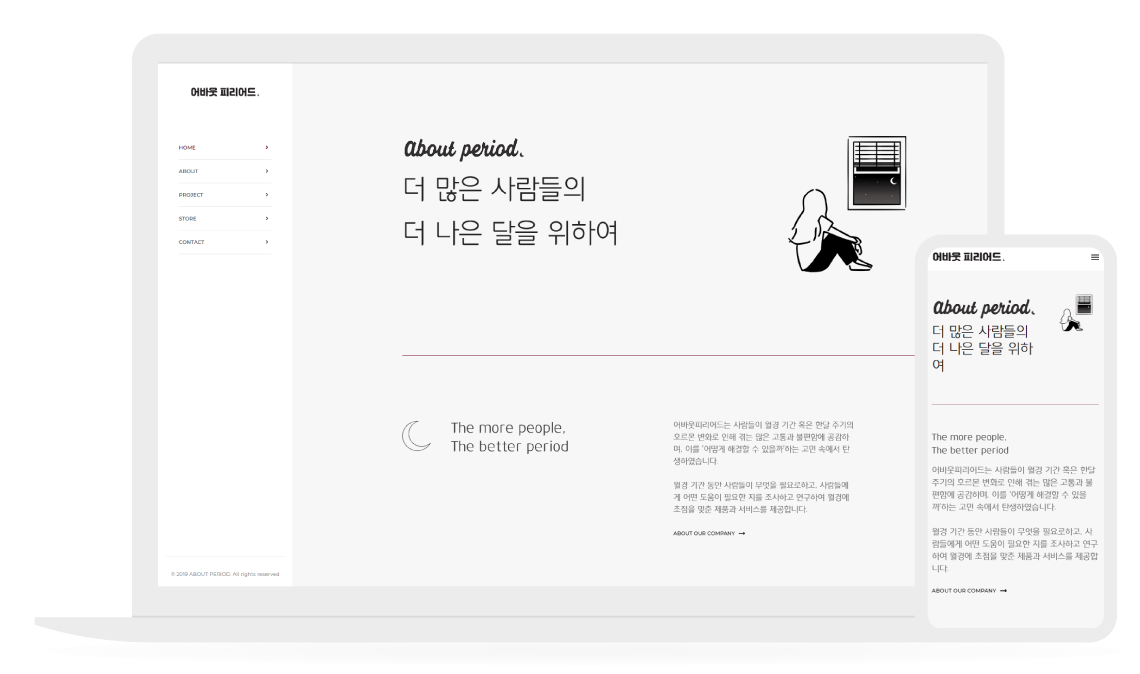 어바웃 피리어드.
HOME
ABOUT
PROJECT
STORE
CONTACT
© 2019 ABOUT PERIOD. All rights reserved
About period.
더 많은 사람들의
더 나은 달을 위하여
The more people,
The better period
어바웃피리어드는 사람들이 월경 기간 혹은 한달 주기의
호르몬 변화로 인해 겪는 많은 고통과 불편함에 공감하
며, 이를 '어떻게 해결할 수 있을까'하는 고민 속에서 탄
생하였습니다.
월경 기간 동안 사람들이 무엇을 필요로하고, 사람들에
게 어떤 도움이 필요한 지를 조사하고 연구하여 월경에
초점을 맞춘 제품과 서비스를 제공합니다.
ABOUT OUR COMPANY
어바웃 피리어드.
About period.
더 많은 사람들의
더 나은 달을 위하
여
The more people,
The better period
어바웃피리어드는 사람들이 월경 기간 혹은 한달
주기의 호르몬 변화로 인해 겪는 많은 고통과 불
편함에 공감하며, 이를 '어떻게 해결할 수 있을
까'하는 고민 속에서 탄생하였습니다.
월경 기간 동안 사람들이 무엇을 필요로하고, 사
람들에게 어떤 도움이 필요한 지를 조사하고 연구
하여 월경에 초점을 맞춘 제품과 서비스를 제공합
니다.
ABOUT OUR COMPANY